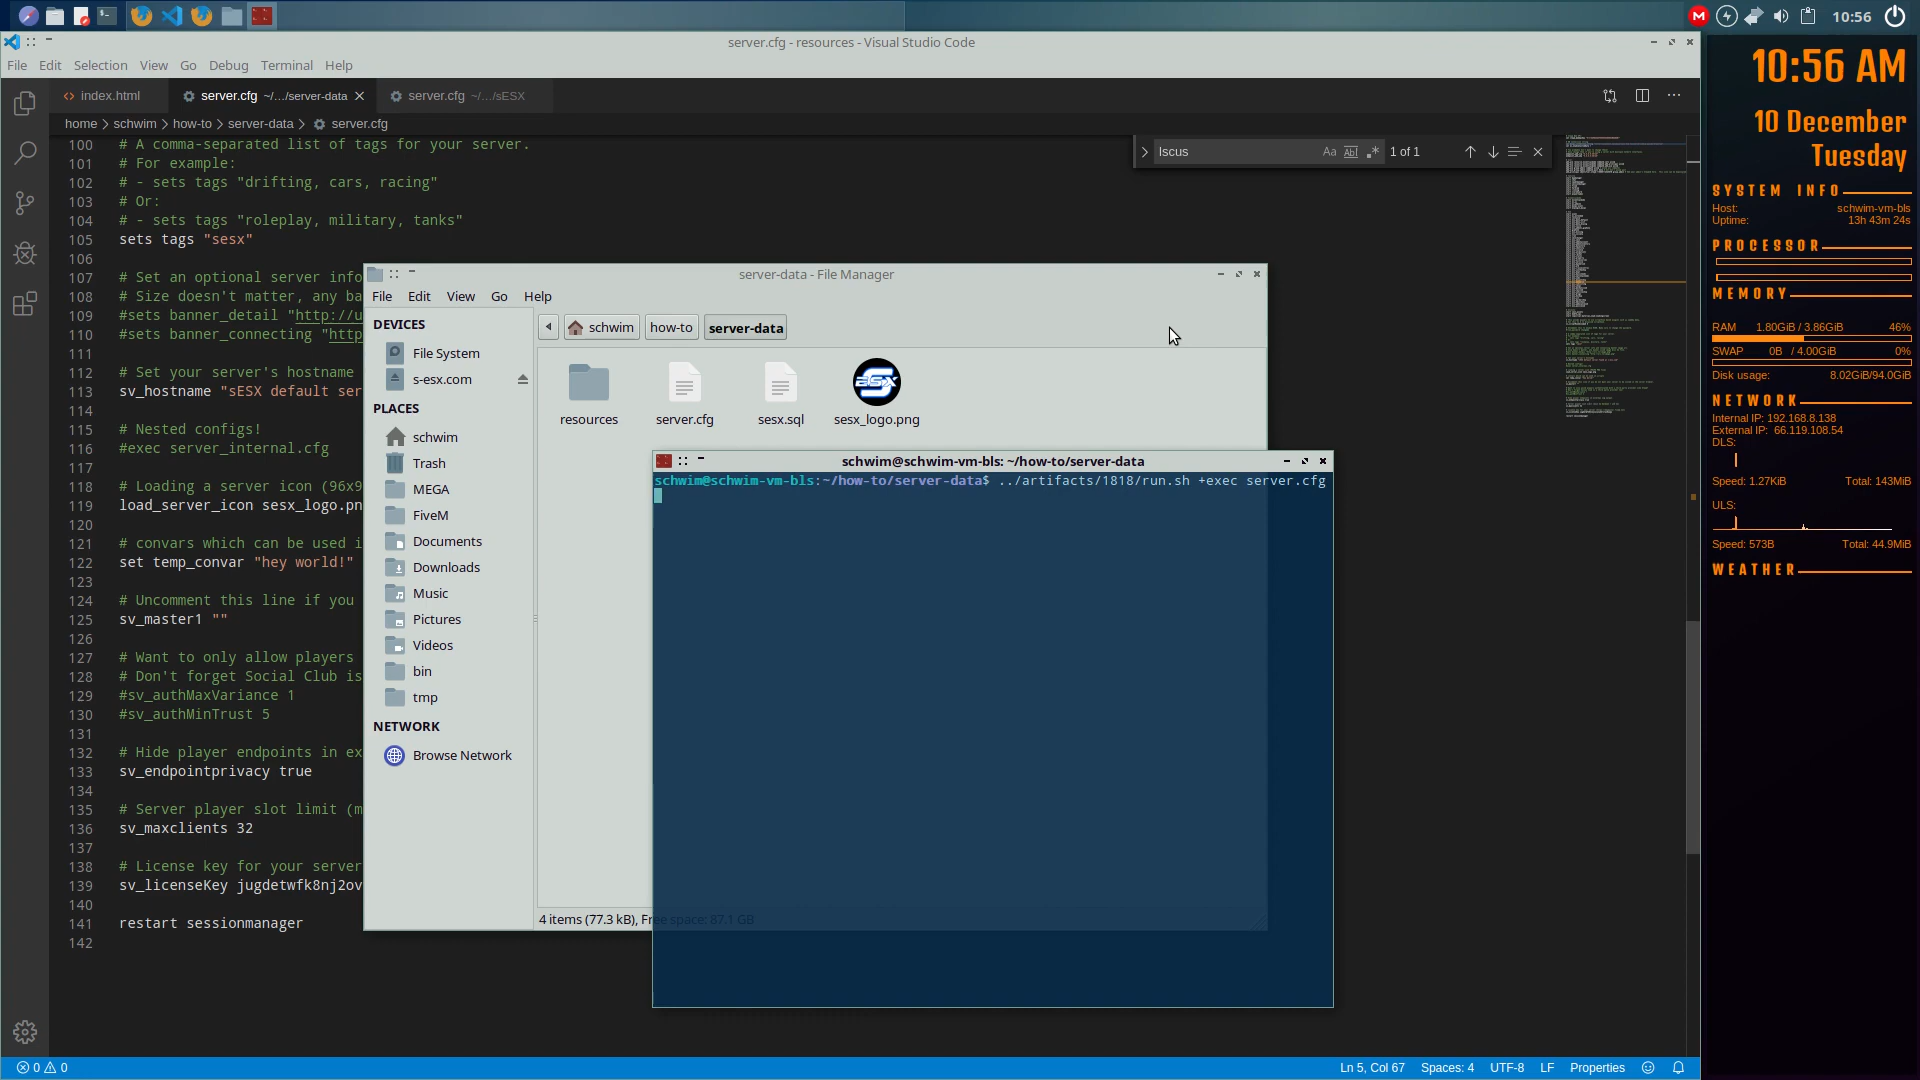 10:56
server.cfg - resources - Visual Studio Code
File Edit Selection View Go Debug Terminal Help
index.html
server.cfg ~/.../server-data
server.cfg ~/.../sESX
home > schwim > how-to > server-data > server.cfg
lscus
Aa Abl .* 1 of 1
100 # A comma-separated list of tags for your server.
101 # For example:
102 # - sets tags "drifting, cars, racing"
103 # Or:
104 # - sets tags "roleplay, military, tanks"
105 sets tags "sesx"
106
107 # Set an optional server info
108 # Size doesn't matter, any ba
109 #sets banner_detail "http://u
110 #sets banner_connecting "http
111
112 # Set your server's hostname
113 sv_hostname "sESX default ser
114
115 # Nested configs!
116 #exec server_internal.cfg
117
118 # Loading a server icon (96x9
119 load_server_icon sesx_logo.pn
120
121 # convars which can be used i
122 set temp_convar "hey world!"
123
124 # Uncomment this line if you
125 sv_master1 ""
126
127 # Want to only allow players
128 # Don't forget Social Club is
129 #sv_authMaxVariance 1
130 #sv_authMinTrust 5
131
132 # Hide player endpoints in ex
133 sv_endpointprivacy true
134
135 # Server player slot limit (m
136 sv_maxclients 32
137
138 # License key for your server
139 sv_licenseKey jugdetwfk8nj2ov
140
141 restart sessionmanager
142
server-data - File Manager
File Edit View Go Help
DEVICES
File System
s-esx.com
PLACES
schwim
Trash
MEGA
FiveM
Documents
Downloads
Music
Pictures
Videos
bin
tmp
NETWORK
Browse Network
schwim how-to server-data
resources
server.cfg
sesx.sql
sesx_logo.png
4 items (77.3 kB), Free space: 87.1 GB
schwim@schwim-vm-bls: ~/how-to/server-data
schwim@schwim-vm-bls:~/how-to/server-data$ ../artifacts/1818/run.sh +exec server.cfg
0 0
Ln 5, Col 67 Spaces: 4 UTF-8 LF Properties
10:56 AM
10 December
Tuesday
SYSTEM INFO
Host: schwim-vm-bls
Uptime: 13h 43m 24s
PROCESSOR
MEMORY
RAM 1.80GiB / 3.86GiB 46%
SWAP 0B / 4.00GiB 0%
Disk usage: 8.02GiB/94.0GiB
NETWORK
Internal IP: 192.168.8.138
External IP: 66.119.108.54
DLS:
Speed: 1.27KiB Total: 143MiB
ULS:
Speed: 573B Total: 44.9MiB
WEATHER